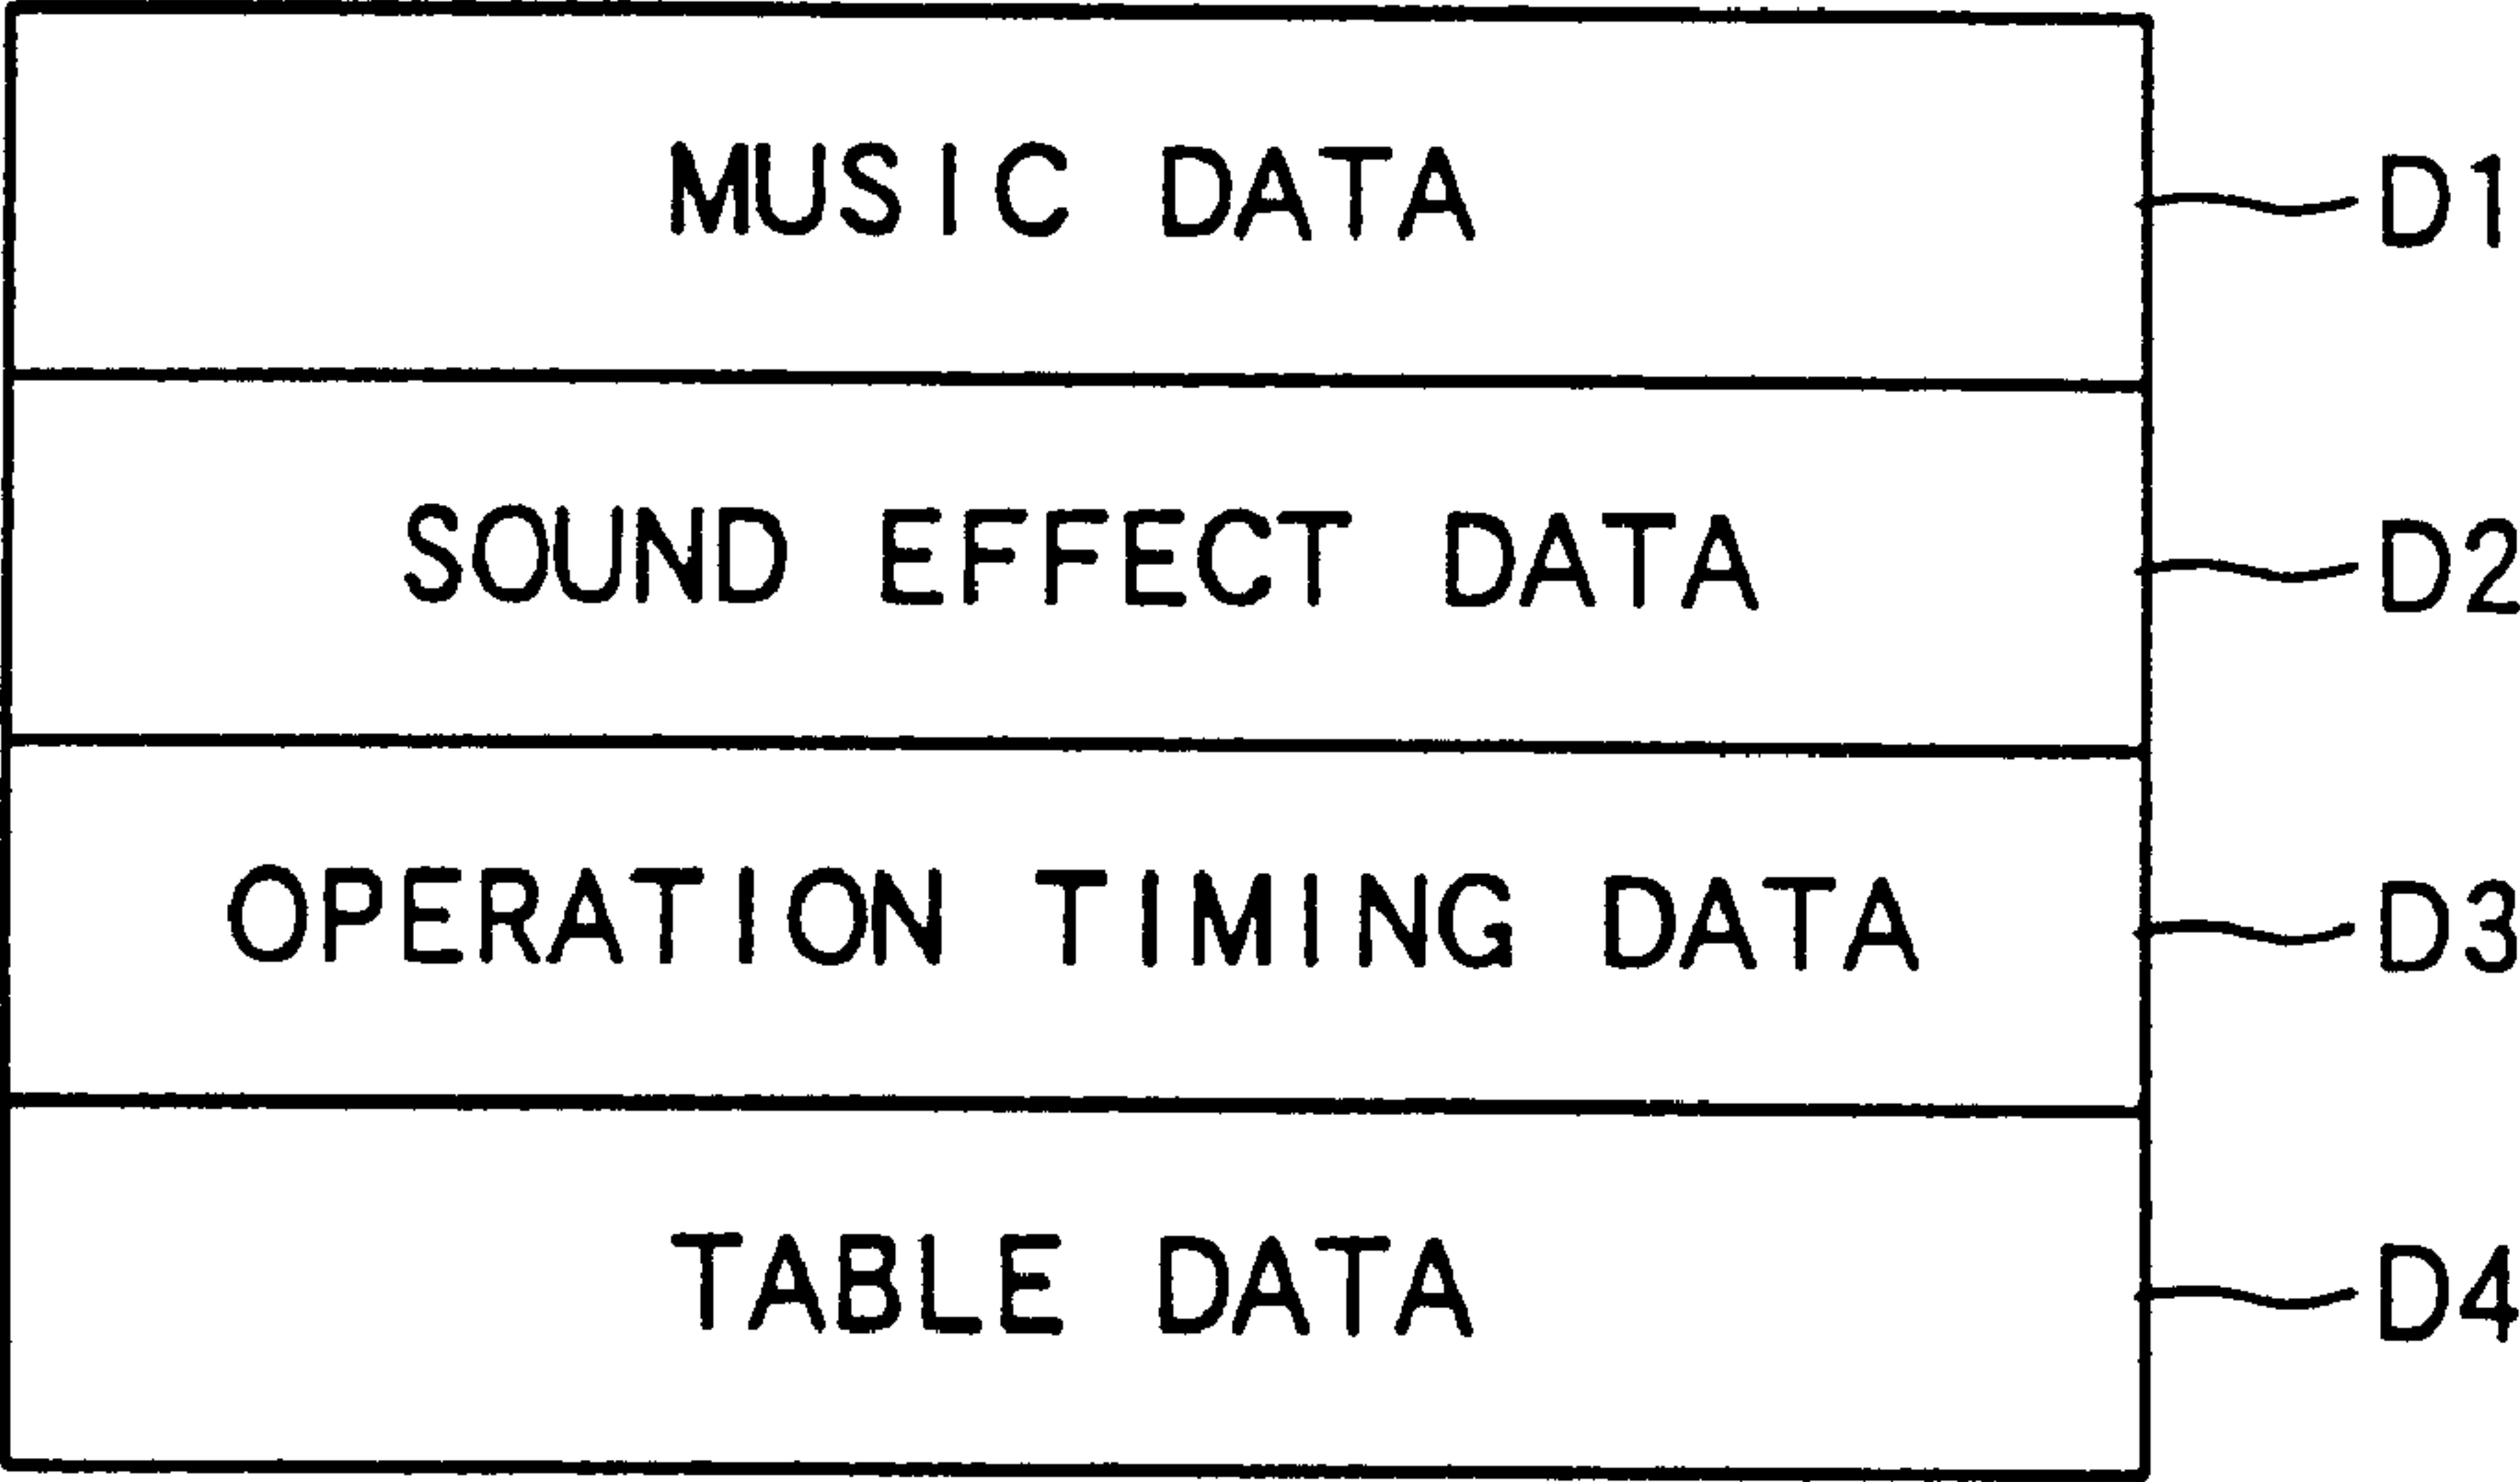 MUSIC DATA D1
SOUND EFFECT DATA D2
OPERATION TIMING DATA D3
TABLE DATA D4